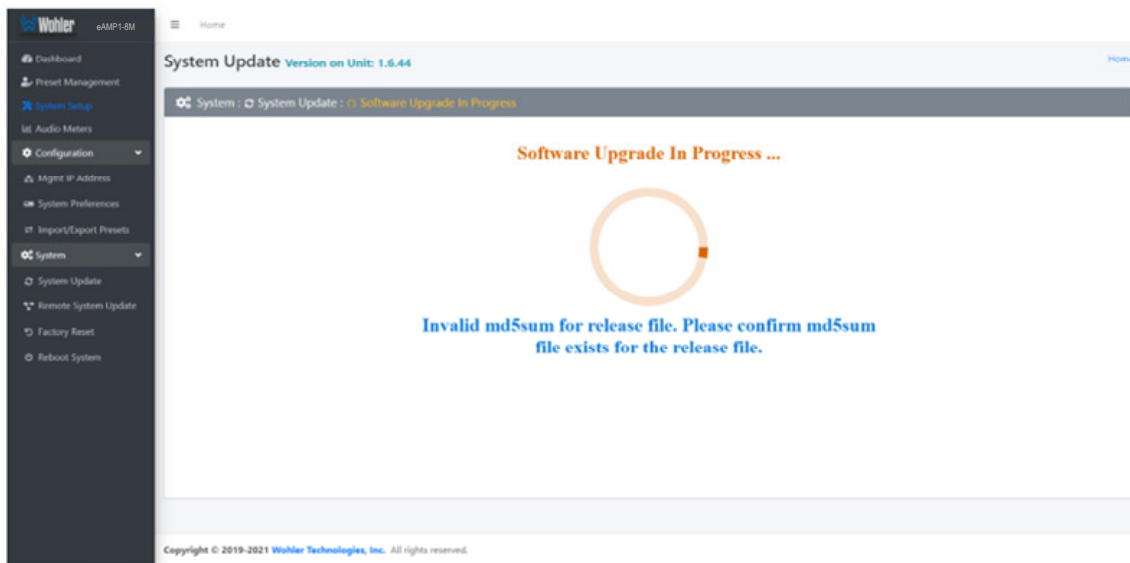 Wohler eAMP1-8M
Home
Dashboard
Preset Management
System Setup
Audio Meters
Configuration
Mgmt IP Address
System Preferences
Import/Export Presets
System
System Update
Remote System Update
Factory Reset
Reboot System
System Update Version on Unit: 1.6.44
Home
System : System Update : Software Upgrade In Progress
Software Upgrade In Progress ...
Invalid md5sum for release file. Please confirm md5sum
file exists for the release file.
Copyright © 2019-2021 Wohler Technologies, Inc. All rights reserved.